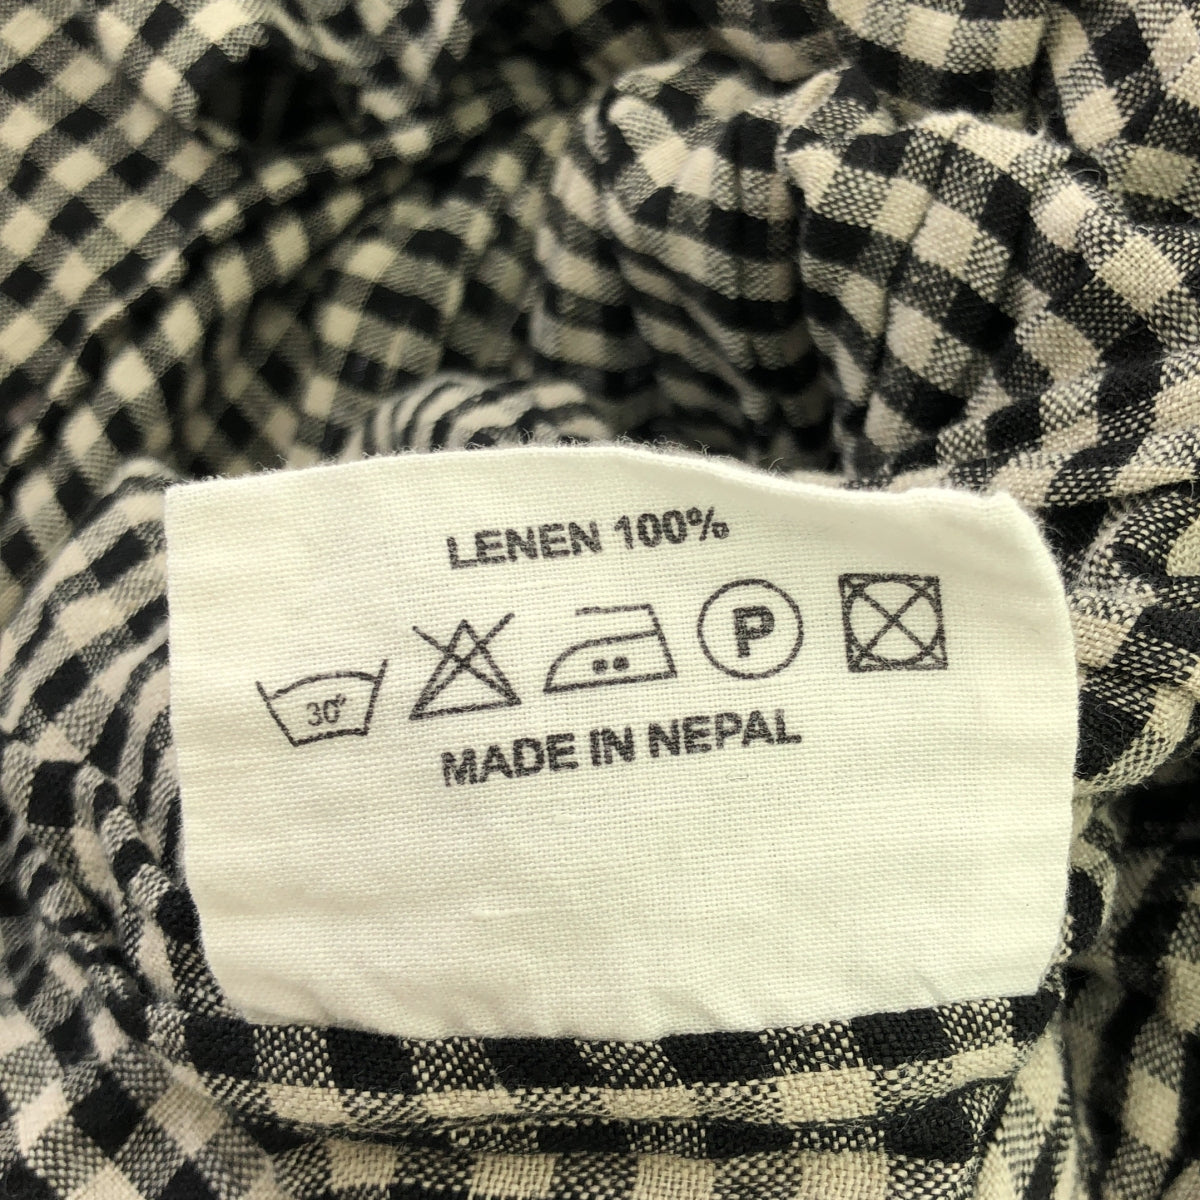 LENEN 100%
30°
P
MADE IN NEPAL